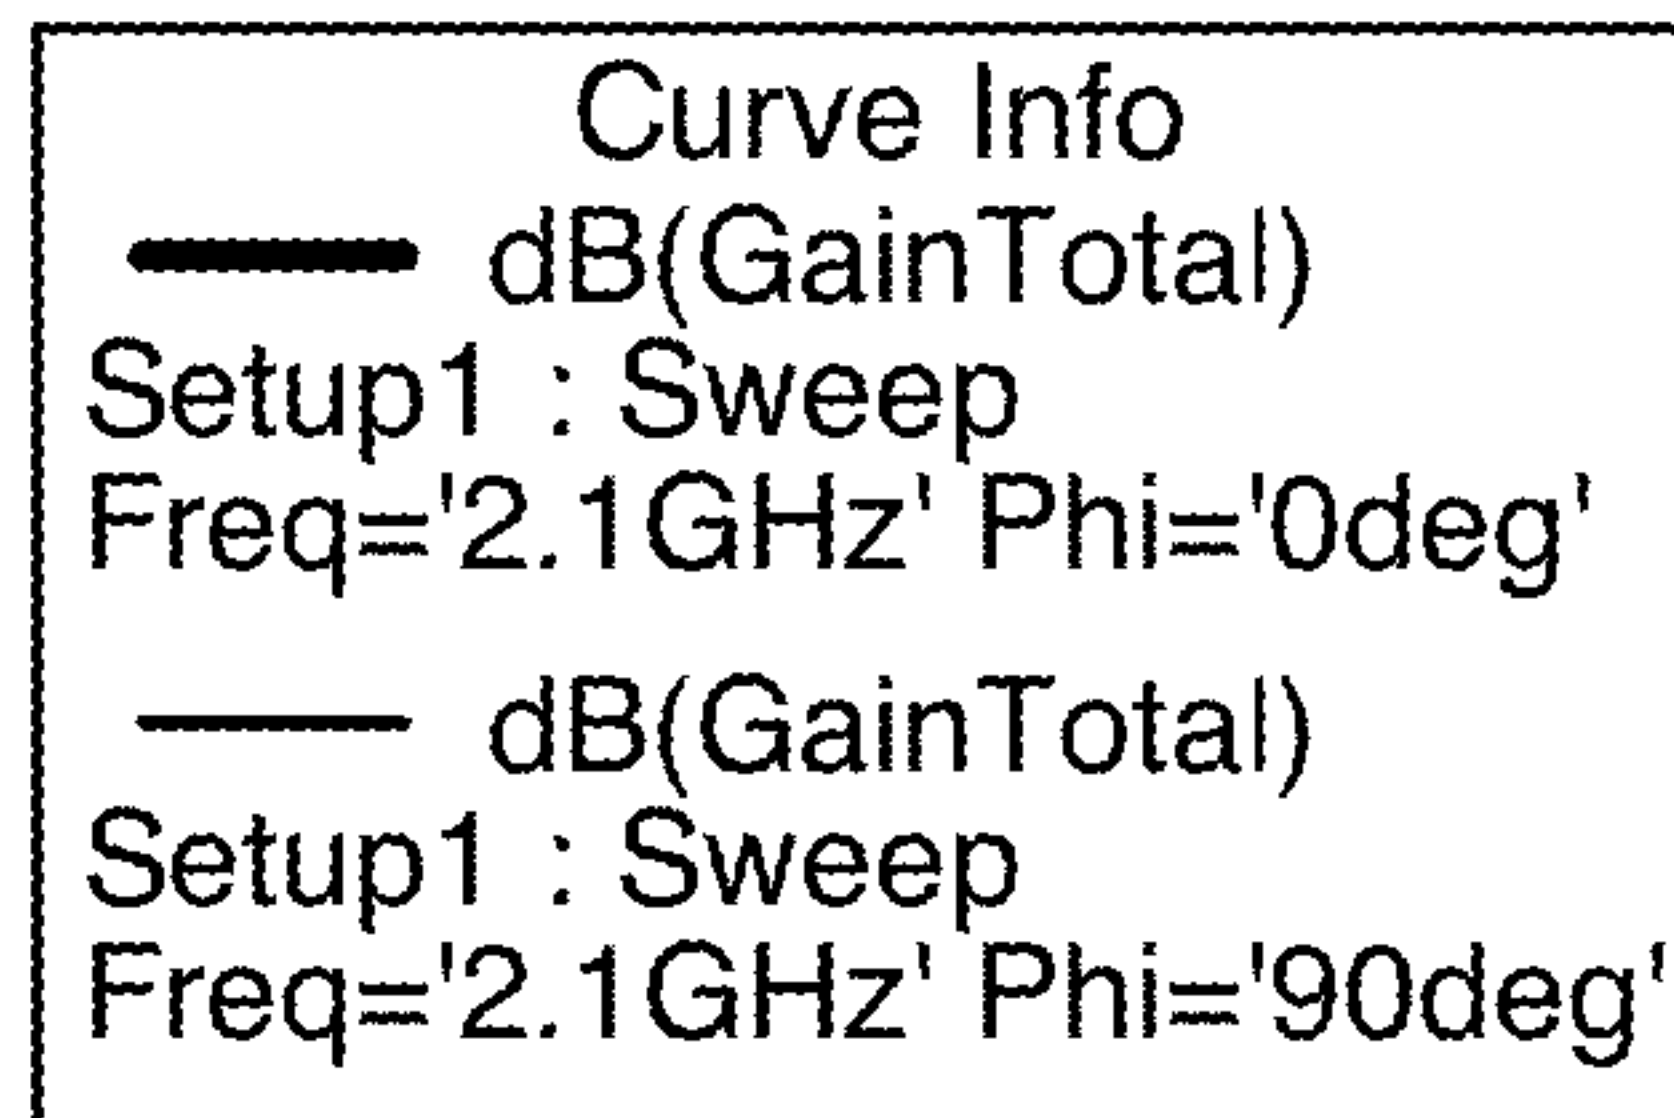 Curve Info
dB(GainTotal)
Setup1 : Sweep
Freq='2.1GHz' Phi='0deg'
dB(GainTotal)
Setup1 : Sweep
Freq='2.1GHz' Phi='90deg'